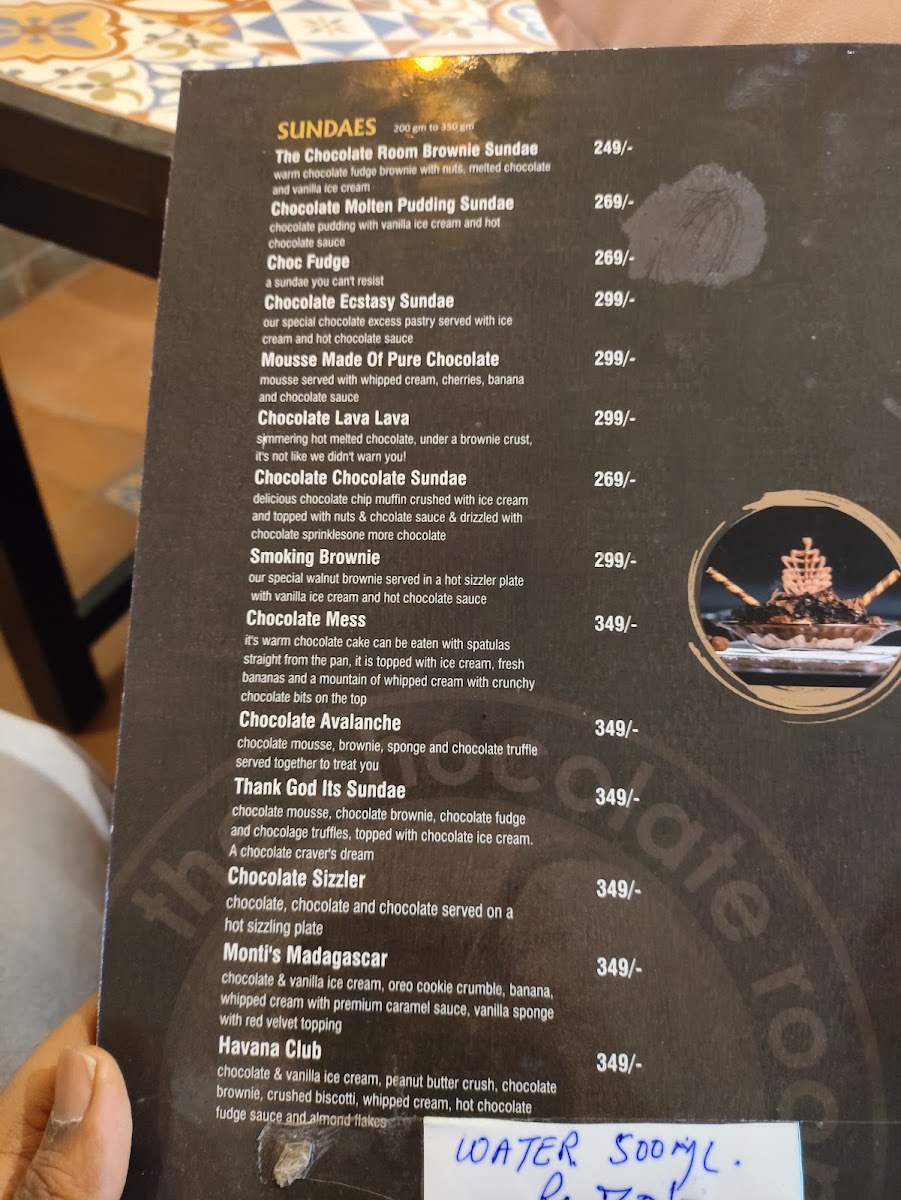 SUNDAES 200 gm to 350 gm
The Chocolate Room Brownie Sundae 249/-
warm chocolate fudge brownie with nuts, melted chocolate
and vanilla ice cream
Chocolate Molten Pudding Sundae 269/-
chocolate pudding with vanilla ice cream and hot
chocolate sauce
Choc Fudge 269/-
a sundae you can't resist
Chocolate Ecstasy Sundae 299/-
our special chocolate excess pastry served with ice
cream and hot chocolate sauce
Mousse Made Of Pure Chocolate 299/-
mousse served with whipped cream, cherries, banana
and chocolate sauce
Chocolate Lava Lava 299/-
simmering hot melted chocolate, under a brownie crust,
it's not like we didn't warn you!
Chocolate Chocolate Sundae 269/-
delicious chocolate chip muffin crushed with ice cream
and topped with nuts & chcolate sauce & drizzled with
chocolate sprinklesone more chocolate
Smoking Brownie 299/-
our special walnut brownie served in a hot sizzler plate
with vanilla ice cream and hot chocolate sauce
Chocolate Mess 349/-
it's warm chocolate cake can be eaten with spatulas
straight from the pan, it is topped with ice cream, fresh
bananas and a mountain of whipped cream with crunchy
chocolate bits on the top
Chocolate Avalanche 349/-
chocolate mousse, brownie, sponge and chocolate truffle
served together to treat you
Thank God Its Sundae 349/-
chocolate mousse, chocolate brownie, chocolate fudge
and chocolage truffles, topped with chocolate ice cream.
A chocolate craver's dream
Chocolate Sizzler 349/-
chocolate, chocolate and chocolate served on a
hot sizzling plate
Monti's Madagascar 349/-
chocolate & vanilla ice cream, oreo cookie crumble, banana,
whipped cream with premium caramel sauce, vanilla sponge
with red velvet topping
Havana Club 349/-
chocolate & vanilla ice cream, peanut butter crush, chocolate
brownie, crushed biscotti, whipped cream, hot chocolate
fudge sauce and almond flakes
the chocolate room
WATER 500ML.